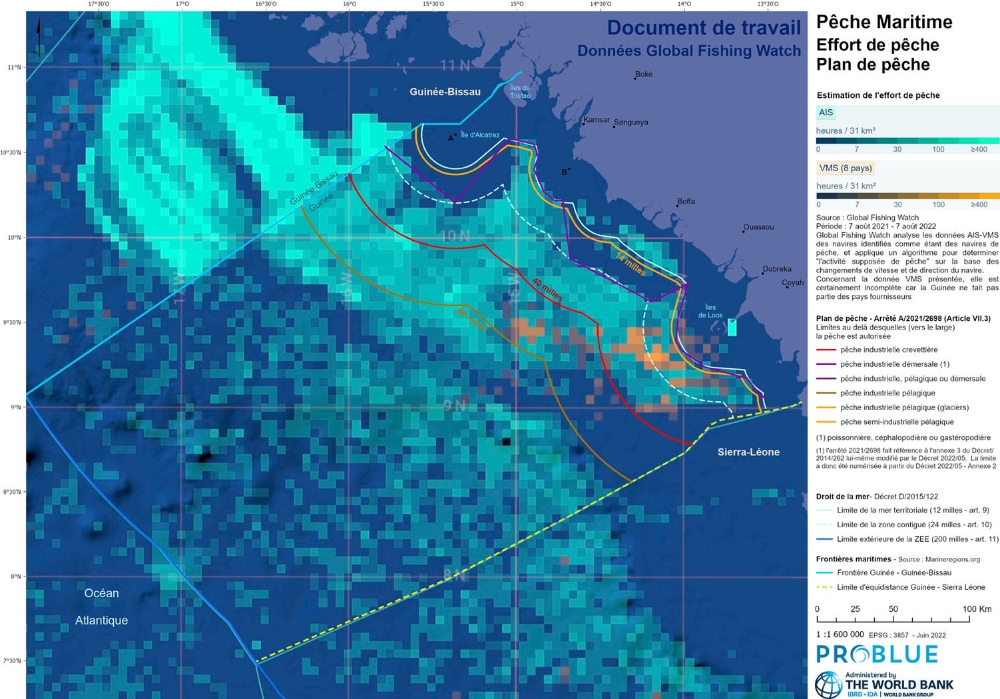 17°30'W
17°W
16°30'W
16°W
15°30'W
15°W
14°30'W
14°W
13°30'W
11°N
10°30'N
10°N
9°30'N
9°N
8°30'N
8°N
7°30'N
Document de travail
Données Global Fishing Watch
11 N
10 N
9 N
8 N
17 W
16 W
15 W
Guinée-Bissau
Îles de
Tristao
Boké
Kamsar
Sanguéya
A
Île d'Alcatraz
B
Guinée-Bissau
Guinée
Boffa
Ouassou
14 milles
Dubreka
Coyah
40 milles
60 milles
Îles
de Loos
Sierra-Léone
Océan
Atlantique
Pêche Maritime
Effort de pêche
Plan de pêche
Estimation de l'effort de pêche
AIS
heures / 31 km²
0 7 30 100 ≥400
VMS (8 pays)
heures / 31 km²
0 7 30 100 ≥400
Source : Global Fishing Watch
Période : 7 août 2021 - 7 août 2022
Global Fishing Watch analyse les données AIS-VMS
des navires identifiés comme étant des navires de
pêche, et applique un algorithme pour déterminer
"l'activité supposée de pêche" sur la base des
changements de vitesse et de direction du navire.
Concernant la donnée VMS présentée, elle est
certainement incomplète car la Guinée ne fait pas
partie des pays fournisseurs
Plan de pêche - Arrêté A/2021/2698 (Article VII.3)
Limites au delà desquelles (vers le large)
la pêche est autorisée
pêche industrielle crevettière
pêche industrielle démersale (1)
pêche industrielle, pélagique ou démersale
pêche industrielle pélagique
pêche industrielle pélagique (glaciers)
pêche semi-industrielle pélagique
(1) poissonnière, céphalopodière ou gastéropodière
(1) l'arrêté 2021/2698 fait référence à l'annexe 3 du Décret/
2014/262 lui-même modifié par le Décret 2022/05. La limite
a donc été numérisée à partir du Décret 2022/05 - Annexe 2
Droit de la mer- Décret D/2015/122
Limite de la mer territoriale (12 milles - art. 9)
Limite de la zone contiguë (24 milles - art. 10)
Limite extérieure de la ZEE (200 milles - art. 11)
Frontières maritimes - Source : Marineregions.org
Frontière Guinée - Guinée-Bissau
Limite d'équidistance Guinée - Sierra Léone
0 25 50 100 Km
1 :1 600 000 EPSG : 3857 - Juin 2022
PROBLUE
Administered by
THE WORLD BANK
IBRD • IDA | WORLD BANK GROUP